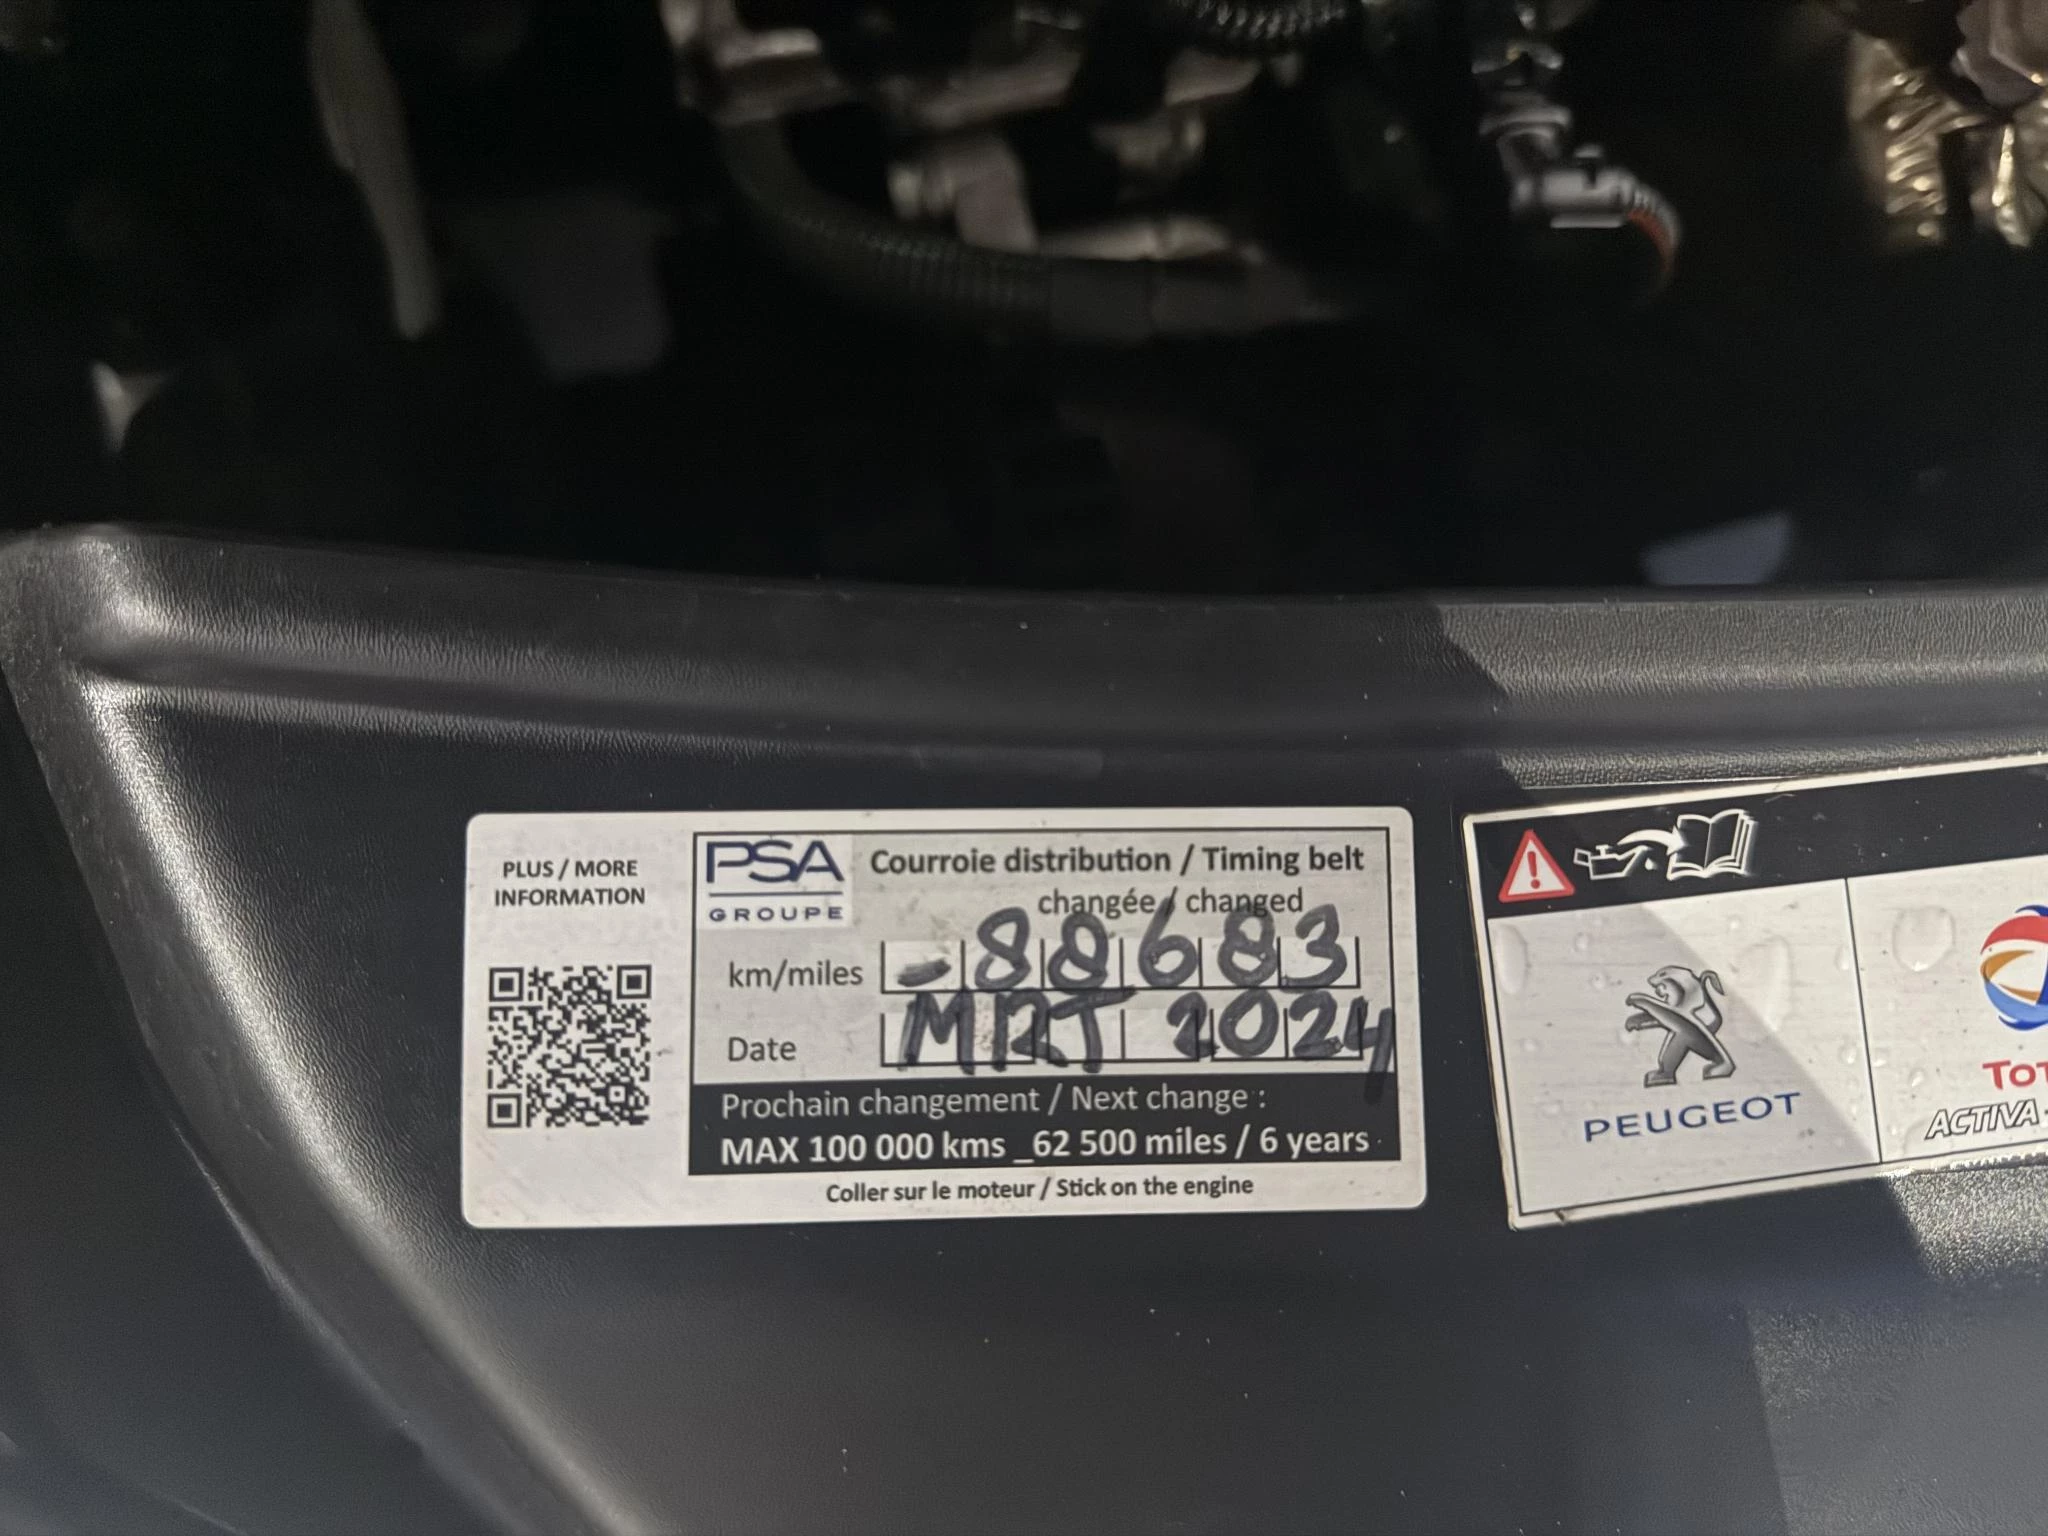 PLUS / MORE
INFORMATION
PSA
GROUPE
Courroie distribution / Timing belt
changée / changed
km/miles -88683
Date MRT 2024
Prochain changement / Next change :
MAX 100 000 kms _62 500 miles / 6 years
Coller sur le moteur / Stick on the engine
PEUGEOT
TOT
ACTIVA